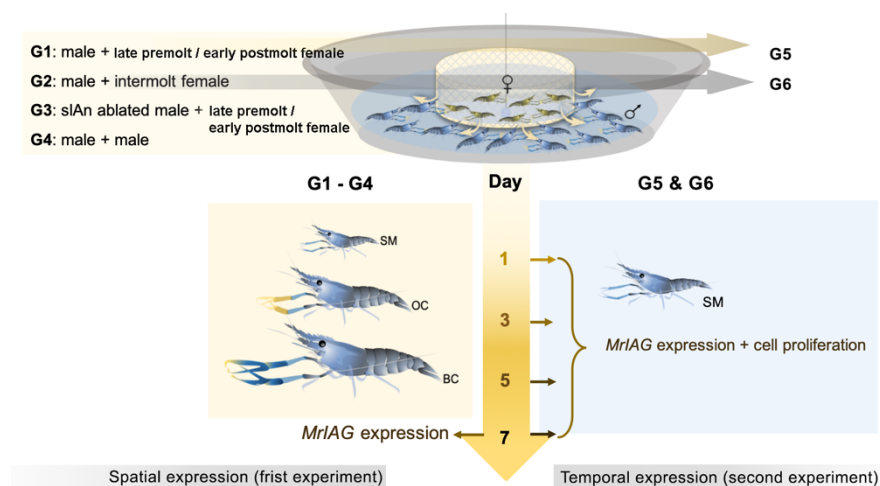 G1: male + late premolt / early postmolt female
G5
G2: male + intermolt female
♀
G6
G3: slAn ablated male + late premolt /
early postmolt female
♂
G4: male + male
G1 - G4
Day
G5 & G6
SM
OC
BC
1
3
5
7
SM
MrIAG expression + cell proliferation
MrIAG expression
Spatial expression (frist experiment)
Temporal expression (second experiment)